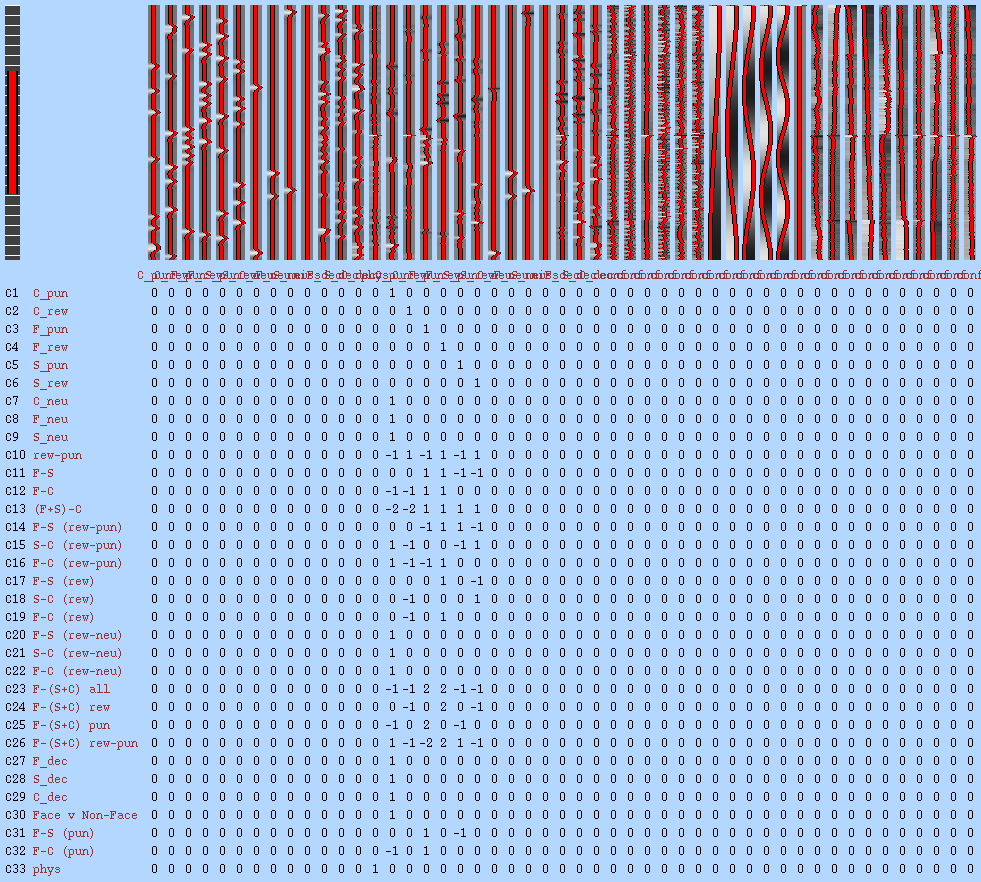 C1 C_pun 0 0 0 0 0 0 0 0 0 0 0 0 0 0 1 0 0 0 0 0 0 0 0 0 0 0 0 0 0 0 0 0 0 0 0 0 0 0 0 0 0 0 0 0 0 0 0 0 0
C2 C_rew 0 0 0 0 0 0 0 0 0 0 0 0 0 0 0 1 0 0 0 0 0 0 0 0 0 0 0 0 0 0 0 0 0 0 0 0 0 0 0 0 0 0 0 0 0 0 0 0 0
C3 F_pun 0 0 0 0 0 0 0 0 0 0 0 0 0 0 0 0 1 0 0 0 0 0 0 0 0 0 0 0 0 0 0 0 0 0 0 0 0 0 0 0 0 0 0 0 0 0 0 0 0
C4 F_rew 0 0 0 0 0 0 0 0 0 0 0 0 0 0 0 0 0 1 0 0 0 0 0 0 0 0 0 0 0 0 0 0 0 0 0 0 0 0 0 0 0 0 0 0 0 0 0 0 0
C5 S_pun 0 0 0 0 0 0 0 0 0 0 0 0 0 0 0 0 0 0 1 0 0 0 0 0 0 0 0 0 0 0 0 0 0 0 0 0 0 0 0 0 0 0 0 0 0 0 0 0 0
C6 S_rew 0 0 0 0 0 0 0 0 0 0 0 0 0 0 0 0 0 0 0 1 0 0 0 0 0 0 0 0 0 0 0 0 0 0 0 0 0 0 0 0 0 0 0 0 0 0 0 0 0
C7 C_neu 0 0 0 0 0 0 0 0 0 0 0 0 0 0 1 0 0 0 0 0 0 0 0 0 0 0 0 0 0 0 0 0 0 0 0 0 0 0 0 0 0 0 0 0 0 0 0 0 0
C8 F_neu 0 0 0 0 0 0 0 0 0 0 0 0 0 0 1 0 0 0 0 0 0 0 0 0 0 0 0 0 0 0 0 0 0 0 0 0 0 0 0 0 0 0 0 0 0 0 0 0 0
C9 S_neu 0 0 0 0 0 0 0 0 0 0 0 0 0 0 1 0 0 0 0 0 0 0 0 0 0 0 0 0 0 0 0 0 0 0 0 0 0 0 0 0 0 0 0 0 0 0 0 0 0
C10 rew-pun 0 0 0 0 0 0 0 0 0 0 0 0 0 0 -1 1 -1 1 -1 1 0 0 0 0 0 0 0 0 0 0 0 0 0 0 0 0 0 0 0 0 0 0 0 0 0 0 0 0 0
C11 F-S 0 0 0 0 0 0 0 0 0 0 0 0 0 0 0 0 1 1 -1 -1 0 0 0 0 0 0 0 0 0 0 0 0 0 0 0 0 0 0 0 0 0 0 0 0 0 0 0 0 0
C12 F-C 0 0 0 0 0 0 0 0 0 0 0 0 0 0 -1 -1 1 1 0 0 0 0 0 0 0 0 0 0 0 0 0 0 0 0 0 0 0 0 0 0 0 0 0 0 0 0 0 0 0
C13 (F+S)-C 0 0 0 0 0 0 0 0 0 0 0 0 0 0 -2 -2 1 1 1 1 0 0 0 0 0 0 0 0 0 0 0 0 0 0 0 0 0 0 0 0 0 0 0 0 0 0 0 0 0
C14 F-S (rew-pun) 0 0 0 0 0 0 0 0 0 0 0 0 0 0 0 0 -1 1 1 -1 0 0 0 0 0 0 0 0 0 0 0 0 0 0 0 0 0 0 0 0 0 0 0 0 0 0 0 0 0
C15 S-C (rew-pun) 0 0 0 0 0 0 0 0 0 0 0 0 0 0 1 -1 0 0 -1 1 0 0 0 0 0 0 0 0 0 0 0 0 0 0 0 0 0 0 0 0 0 0 0 0 0 0 0 0 0
C16 F-C (rew-pun) 0 0 0 0 0 0 0 0 0 0 0 0 0 0 1 -1 -1 1 0 0 0 0 0 0 0 0 0 0 0 0 0 0 0 0 0 0 0 0 0 0 0 0 0 0 0 0 0 0 0
C17 F-S (rew) 0 0 0 0 0 0 0 0 0 0 0 0 0 0 0 0 0 1 0 -1 0 0 0 0 0 0 0 0 0 0 0 0 0 0 0 0 0 0 0 0 0 0 0 0 0 0 0 0 0
C18 S-C (rew) 0 0 0 0 0 0 0 0 0 0 0 0 0 0 0 -1 0 0 0 1 0 0 0 0 0 0 0 0 0 0 0 0 0 0 0 0 0 0 0 0 0 0 0 0 0 0 0 0 0
C19 F-C (rew) 0 0 0 0 0 0 0 0 0 0 0 0 0 0 0 -1 0 1 0 0 0 0 0 0 0 0 0 0 0 0 0 0 0 0 0 0 0 0 0 0 0 0 0 0 0 0 0 0 0
C20 F-S (rew-neu) 0 0 0 0 0 0 0 0 0 0 0 0 0 0 1 0 0 0 0 0 0 0 0 0 0 0 0 0 0 0 0 0 0 0 0 0 0 0 0 0 0 0 0 0 0 0 0 0 0
C21 S-C (rew-neu) 0 0 0 0 0 0 0 0 0 0 0 0 0 0 1 0 0 0 0 0 0 0 0 0 0 0 0 0 0 0 0 0 0 0 0 0 0 0 0 0 0 0 0 0 0 0 0 0 0
C22 F-C (rew-neu) 0 0 0 0 0 0 0 0 0 0 0 0 0 0 1 0 0 0 0 0 0 0 0 0 0 0 0 0 0 0 0 0 0 0 0 0 0 0 0 0 0 0 0 0 0 0 0 0 0
C23 F-(S+C) all 0 0 0 0 0 0 0 0 0 0 0 0 0 0 -1 -1 2 2 -1 -1 0 0 0 0 0 0 0 0 0 0 0 0 0 0 0 0 0 0 0 0 0 0 0 0 0 0 0 0 0
C24 F-(S+C) rew 0 0 0 0 0 0 0 0 0 0 0 0 0 0 0 -1 0 2 0 -1 0 0 0 0 0 0 0 0 0 0 0 0 0 0 0 0 0 0 0 0 0 0 0 0 0 0 0 0 0
C25 F-(S+C) pun 0 0 0 0 0 0 0 0 0 0 0 0 0 0 -1 0 2 0 -1 0 0 0 0 0 0 0 0 0 0 0 0 0 0 0 0 0 0 0 0 0 0 0 0 0 0 0 0 0 0
C26 F-(S+C) rew-pun 0 0 0 0 0 0 0 0 0 0 0 0 0 0 1 -1 -2 2 1 -1 0 0 0 0 0 0 0 0 0 0 0 0 0 0 0 0 0 0 0 0 0 0 0 0 0 0 0 0 0
C27 F_dec 0 0 0 0 0 0 0 0 0 0 0 0 0 0 1 0 0 0 0 0 0 0 0 0 0 0 0 0 0 0 0 0 0 0 0 0 0 0 0 0 0 0 0 0 0 0 0 0 0
C28 S_dec 0 0 0 0 0 0 0 0 0 0 0 0 0 0 1 0 0 0 0 0 0 0 0 0 0 0 0 0 0 0 0 0 0 0 0 0 0 0 0 0 0 0 0 0 0 0 0 0 0
C29 C_dec 0 0 0 0 0 0 0 0 0 0 0 0 0 0 1 0 0 0 0 0 0 0 0 0 0 0 0 0 0 0 0 0 0 0 0 0 0 0 0 0 0 0 0 0 0 0 0 0 0
C30 Face v Non-Face 0 0 0 0 0 0 0 0 0 0 0 0 0 0 1 0 0 0 0 0 0 0 0 0 0 0 0 0 0 0 0 0 0 0 0 0 0 0 0 0 0 0 0 0 0 0 0 0 0
C31 F-S (pun) 0 0 0 0 0 0 0 0 0 0 0 0 0 0 0 0 1 0 -1 0 0 0 0 0 0 0 0 0 0 0 0 0 0 0 0 0 0 0 0 0 0 0 0 0 0 0 0 0 0
C32 F-C (pun) 0 0 0 0 0 0 0 0 0 0 0 0 0 0 -1 0 1 0 0 0 0 0 0 0 0 0 0 0 0 0 0 0 0 0 0 0 0 0 0 0 0 0 0 0 0 0 0 0 0
C33 phys 0 0 0 0 0 0 0 0 0 0 0 0 0 1 0 0 0 0 0 0 0 0 0 0 0 0 0 0 0 0 0 0 0 0 0 0 0 0 0 0 0 0 0 0 0 0 0 0 0